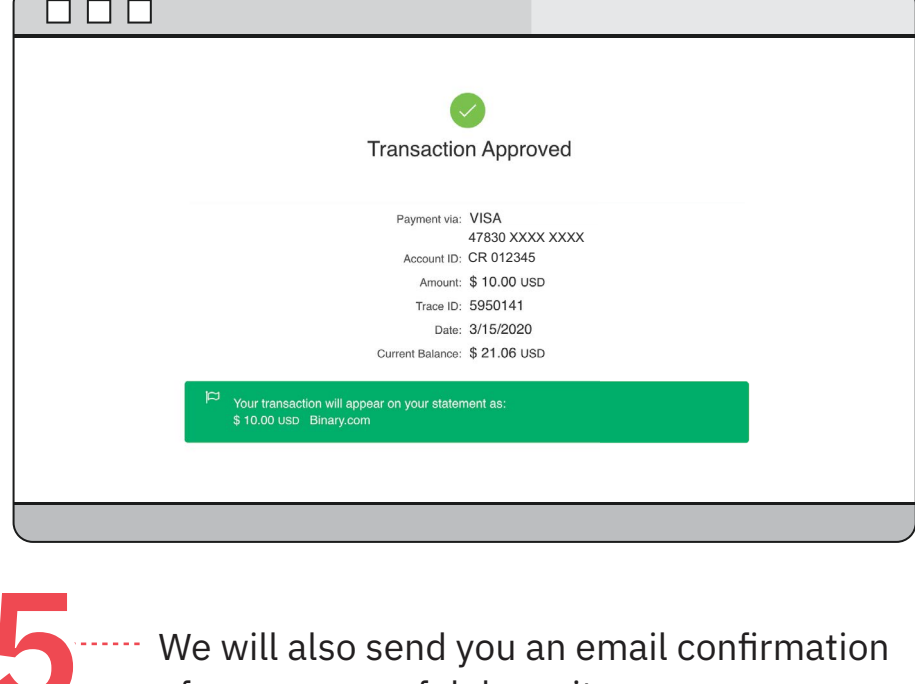 Transaction Approved
Payment via: VISA
47830 XXXX XXXX
Account ID: CR 012345
Amount: $ 10.00 USD
Trace ID: 5950141
Date: 3/15/2020
Current Balance: $ 21.06 USD
Your transaction will appear on your statement as:
$ 10.00 USD Binary.com
5
We will also send you an email confirmation